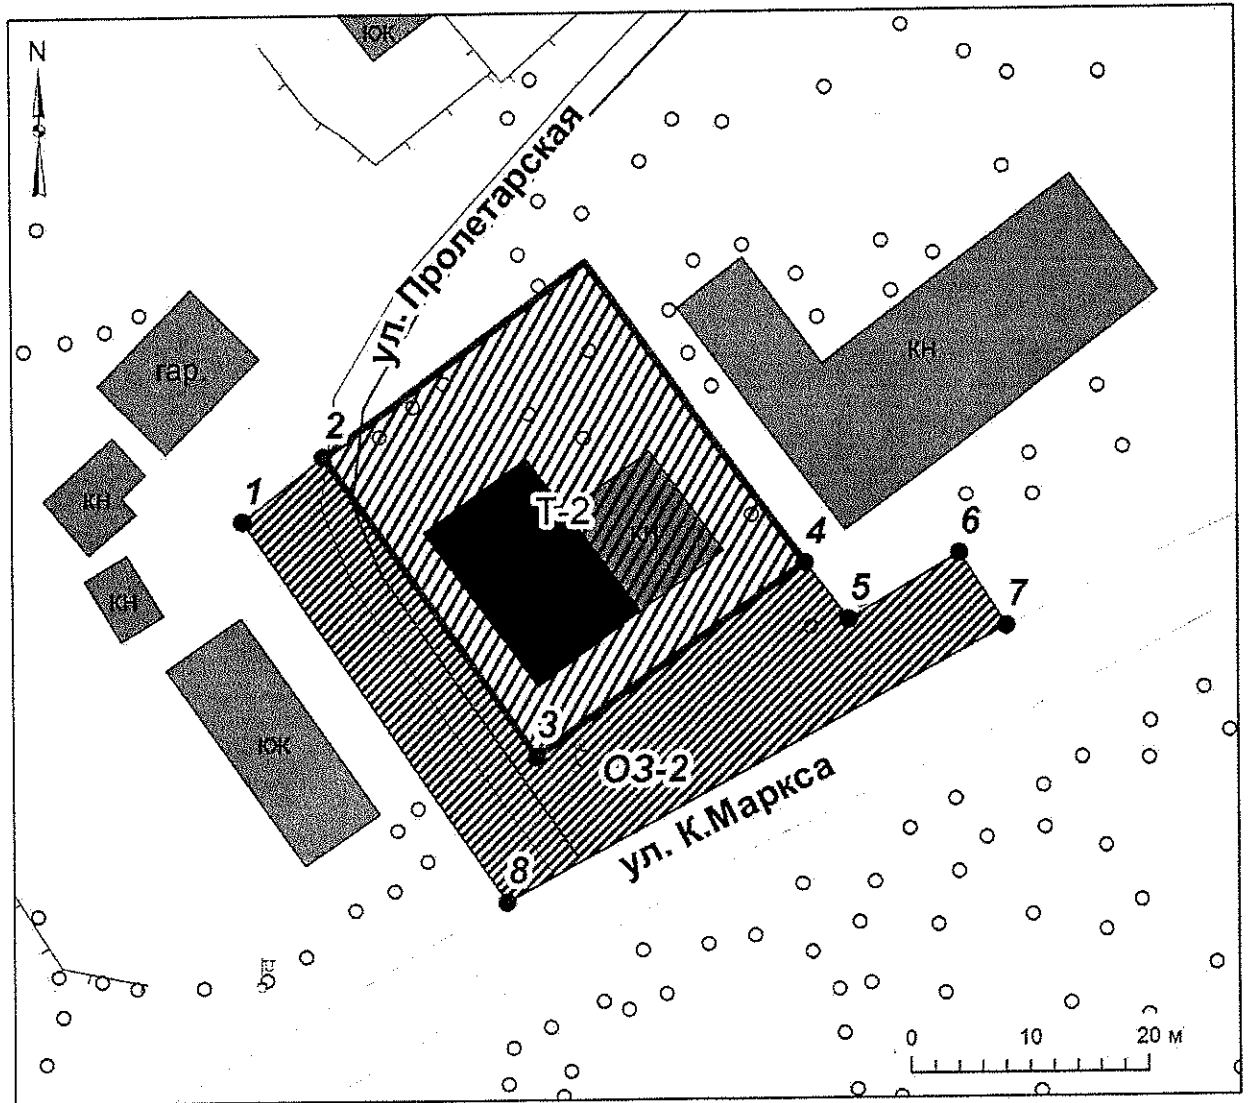 юк
N
ул. Пролетарская
гар.
кн
2
1
кн
Т-2
кн
4
6
5
7
кн
3
юк
ОЗ-2
ул. К.Маркса
8
0 10 20 м